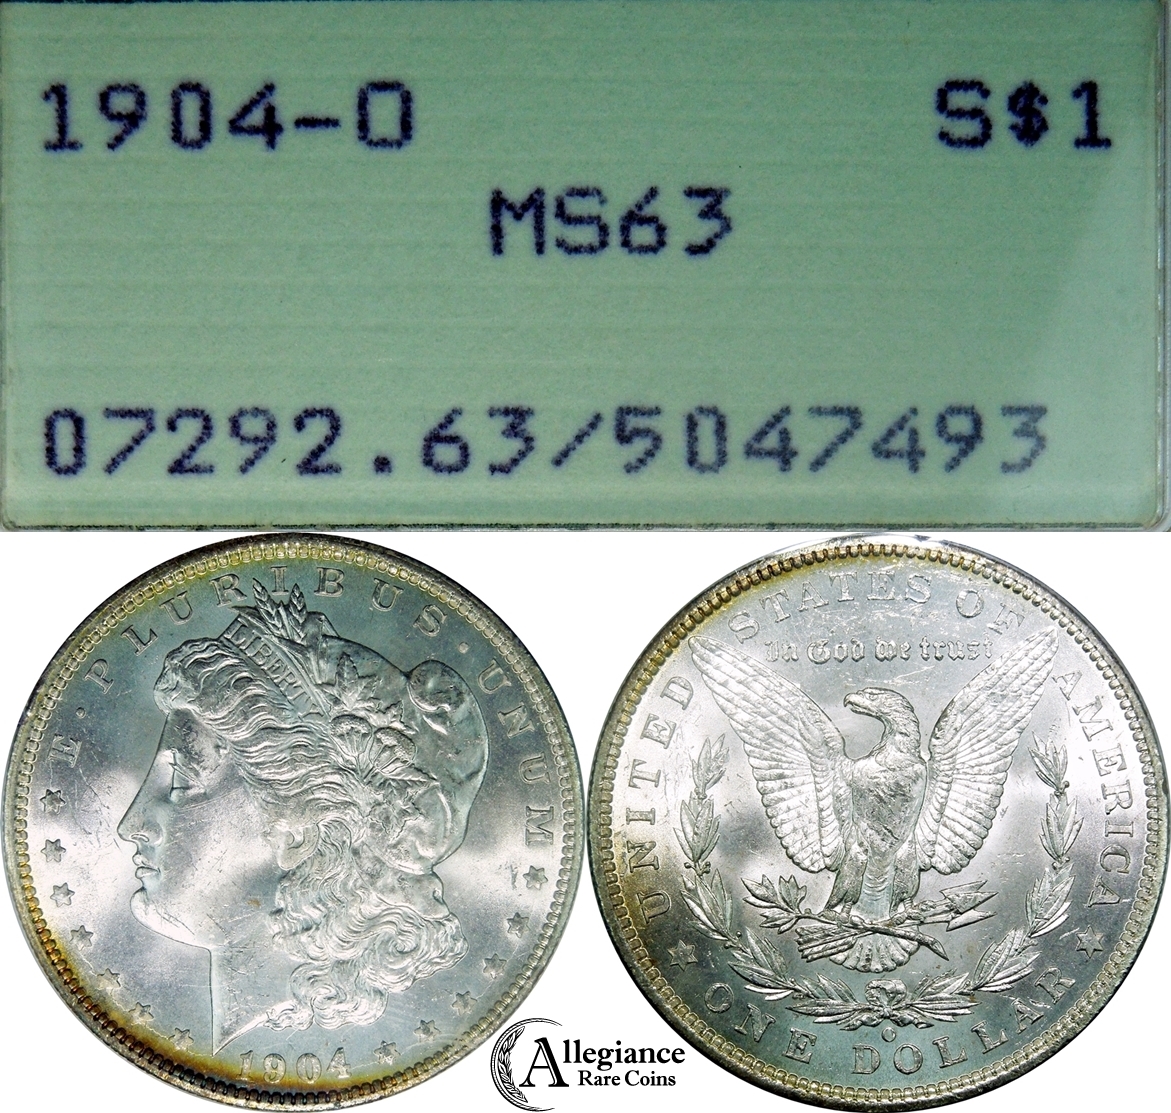 1904-O S$1
MS63
07292.63/5047493
E · PLURIBUS · UNUM
LIBERTY
1904
UNITED STATES OF AMERICA
In God we trust
ONE DOLLAR
O
Allegiance
Rare Coins